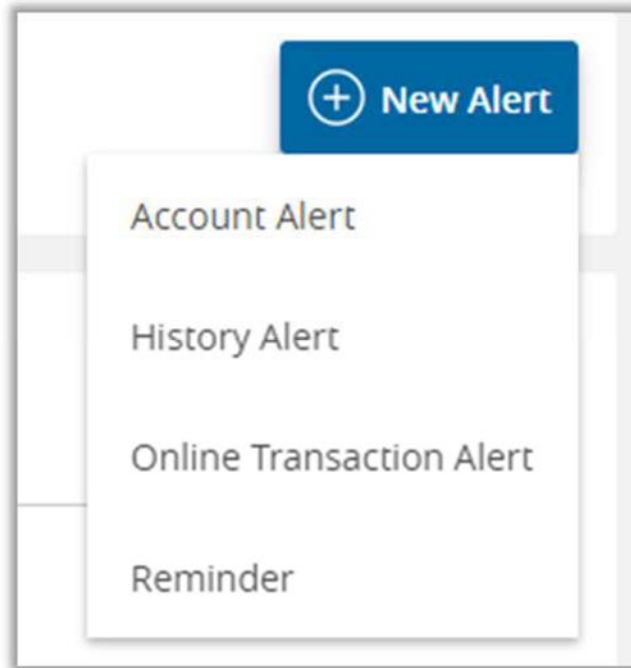 New Alert
Account Alert
History Alert
Online Transaction Alert
Reminder